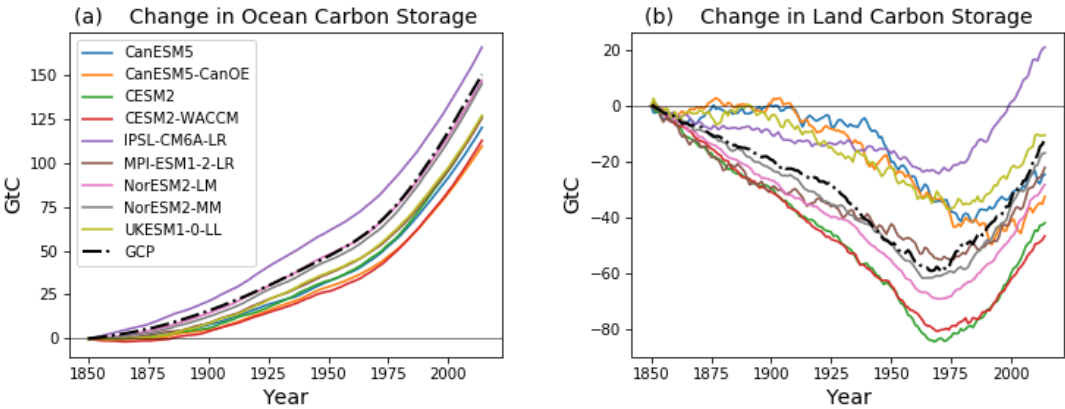 (a) Change in Ocean Carbon Storage
GtC
150
125
100
75
50
25
0
CanESM5
CanESM5-CanOE
CESM2
CESM2-WACCM
IPSL-CM6A-LR
MPI-ESM1-2-LR
NorESM2-LM
NorESM2-MM
UKESM1-0-LL
GCP
1850 1875 1900 1925 1950 1975 2000
Year
(b) Change in Land Carbon Storage
GtC
20
0
−20
−40
−60
−80
1850 1875 1900 1925 1950 1975 2000
Year